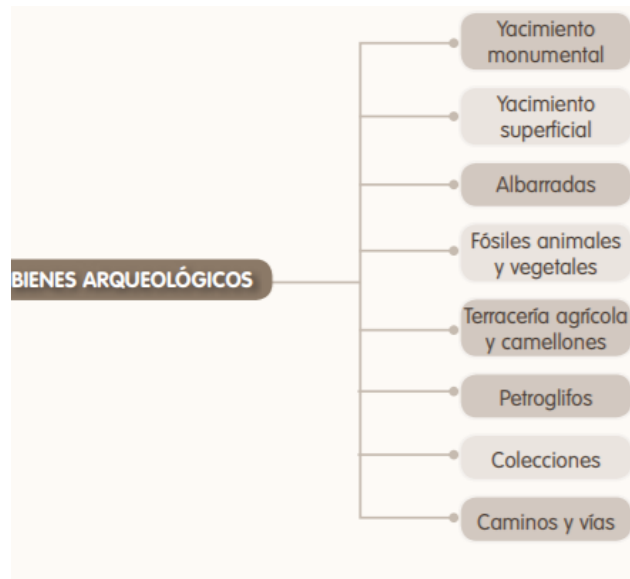 Yacimiento
monumental
Yacimiento
superficial
Albarradas
Fósiles animales
y vegetales
BIENES ARQUEOLÓGICOS
Terracería agrícola
y camellones
Petroglifos
Colecciones
Caminos y vías